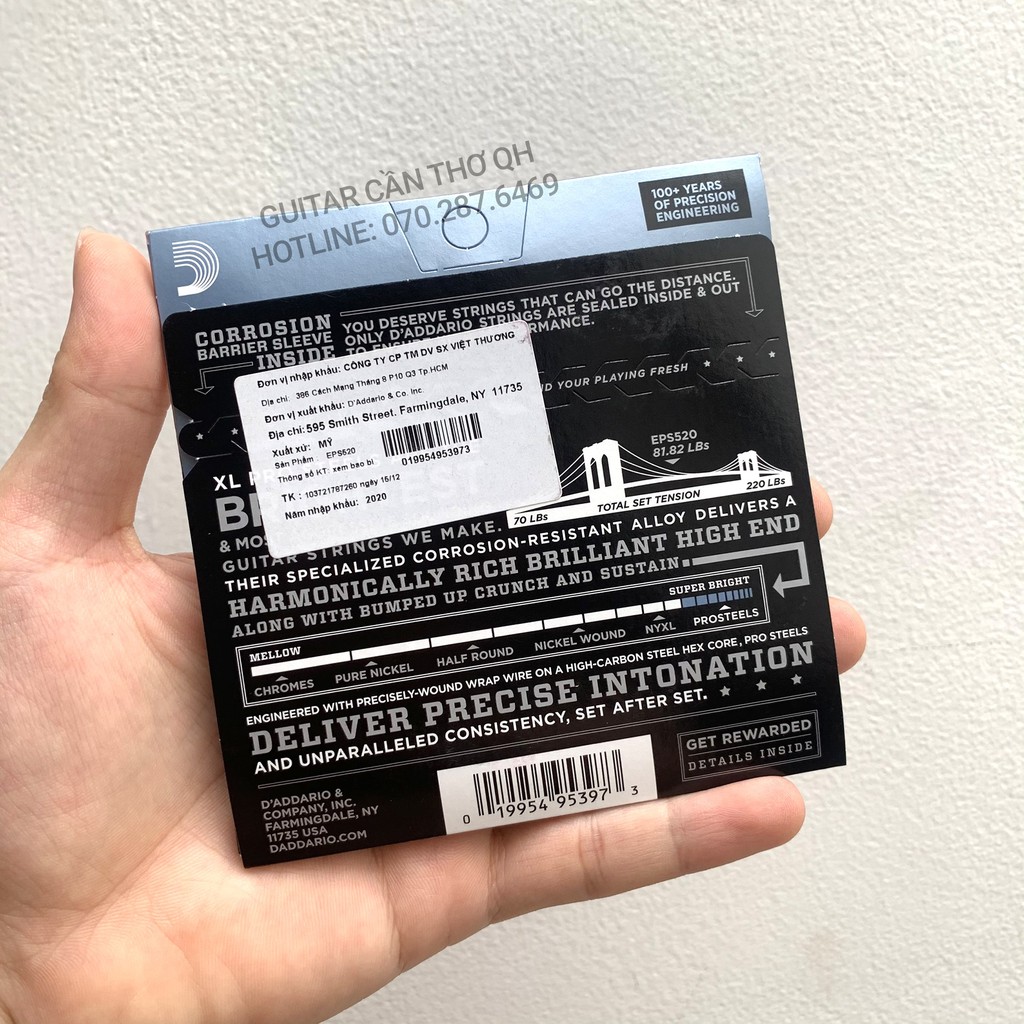 GUITAR CẦN THƠ QH
HOTLINE: 070.287.6469
100+ YEARS
OF PRECISION
ENGINEERING
CORROSION
BARRIER SLEEVE
INSIDE
YOU DESERVE STRINGS THAT CAN GO THE DISTANCE.
ONLY D'ADDARIO STRINGS ARE SEALED INSIDE & OUT
Đơn vị nhập khẩu: CÔNG TY CP TM DV SX VIỆT THƯƠNG
Địa chỉ: 386 Cách Mạng Tháng 8 P10 Q3 Tp.HCM
Đơn vị xuất khẩu: D'Addario & Co. Inc.
Địa chỉ: 595 Smith Street. Farmingdale, NY 11735
Xuất xứ: MỸ
Sản Phẩm: EPS520
Thông số KT: xem bao bì
019954953973
TK : 103721787260 ngày 15/12
Năm nhập khẩu: 2020
YOUR PLAYING FRESH
EPS520
81.82 LBs
70 LBs
TOTAL SET TENSION
220 LBs
XL
GUITAR STRINGS WE MAKE.
THEIR SPECIALIZED CORROSION-RESISTANT ALLOY DELIVERS A
HARMONICALLY RICH BRILLIANT HIGH END
ALONG WITH BUMPED UP CRUNCH AND SUSTAIN
MELLOW
SUPER BRIGHT
CHROMES
PURE NICKEL
HALF ROUND
NICKEL WOUND
NYXL
PROSTEELS
ENGINEERED WITH PRECISELY-WOUND WRAP WIRE ON A HIGH-CARBON STEEL HEX CORE, PRO STEELS
DELIVER PRECISE INTONATION
AND UNPARALLELED CONSISTENCY, SET AFTER SET.
GET REWARDED
DETAILS INSIDE
D'ADDARIO &
COMPANY, INC.
FARMINGDALE, NY
11735 USA
DADDARIO.COM
0 19954 95397 3